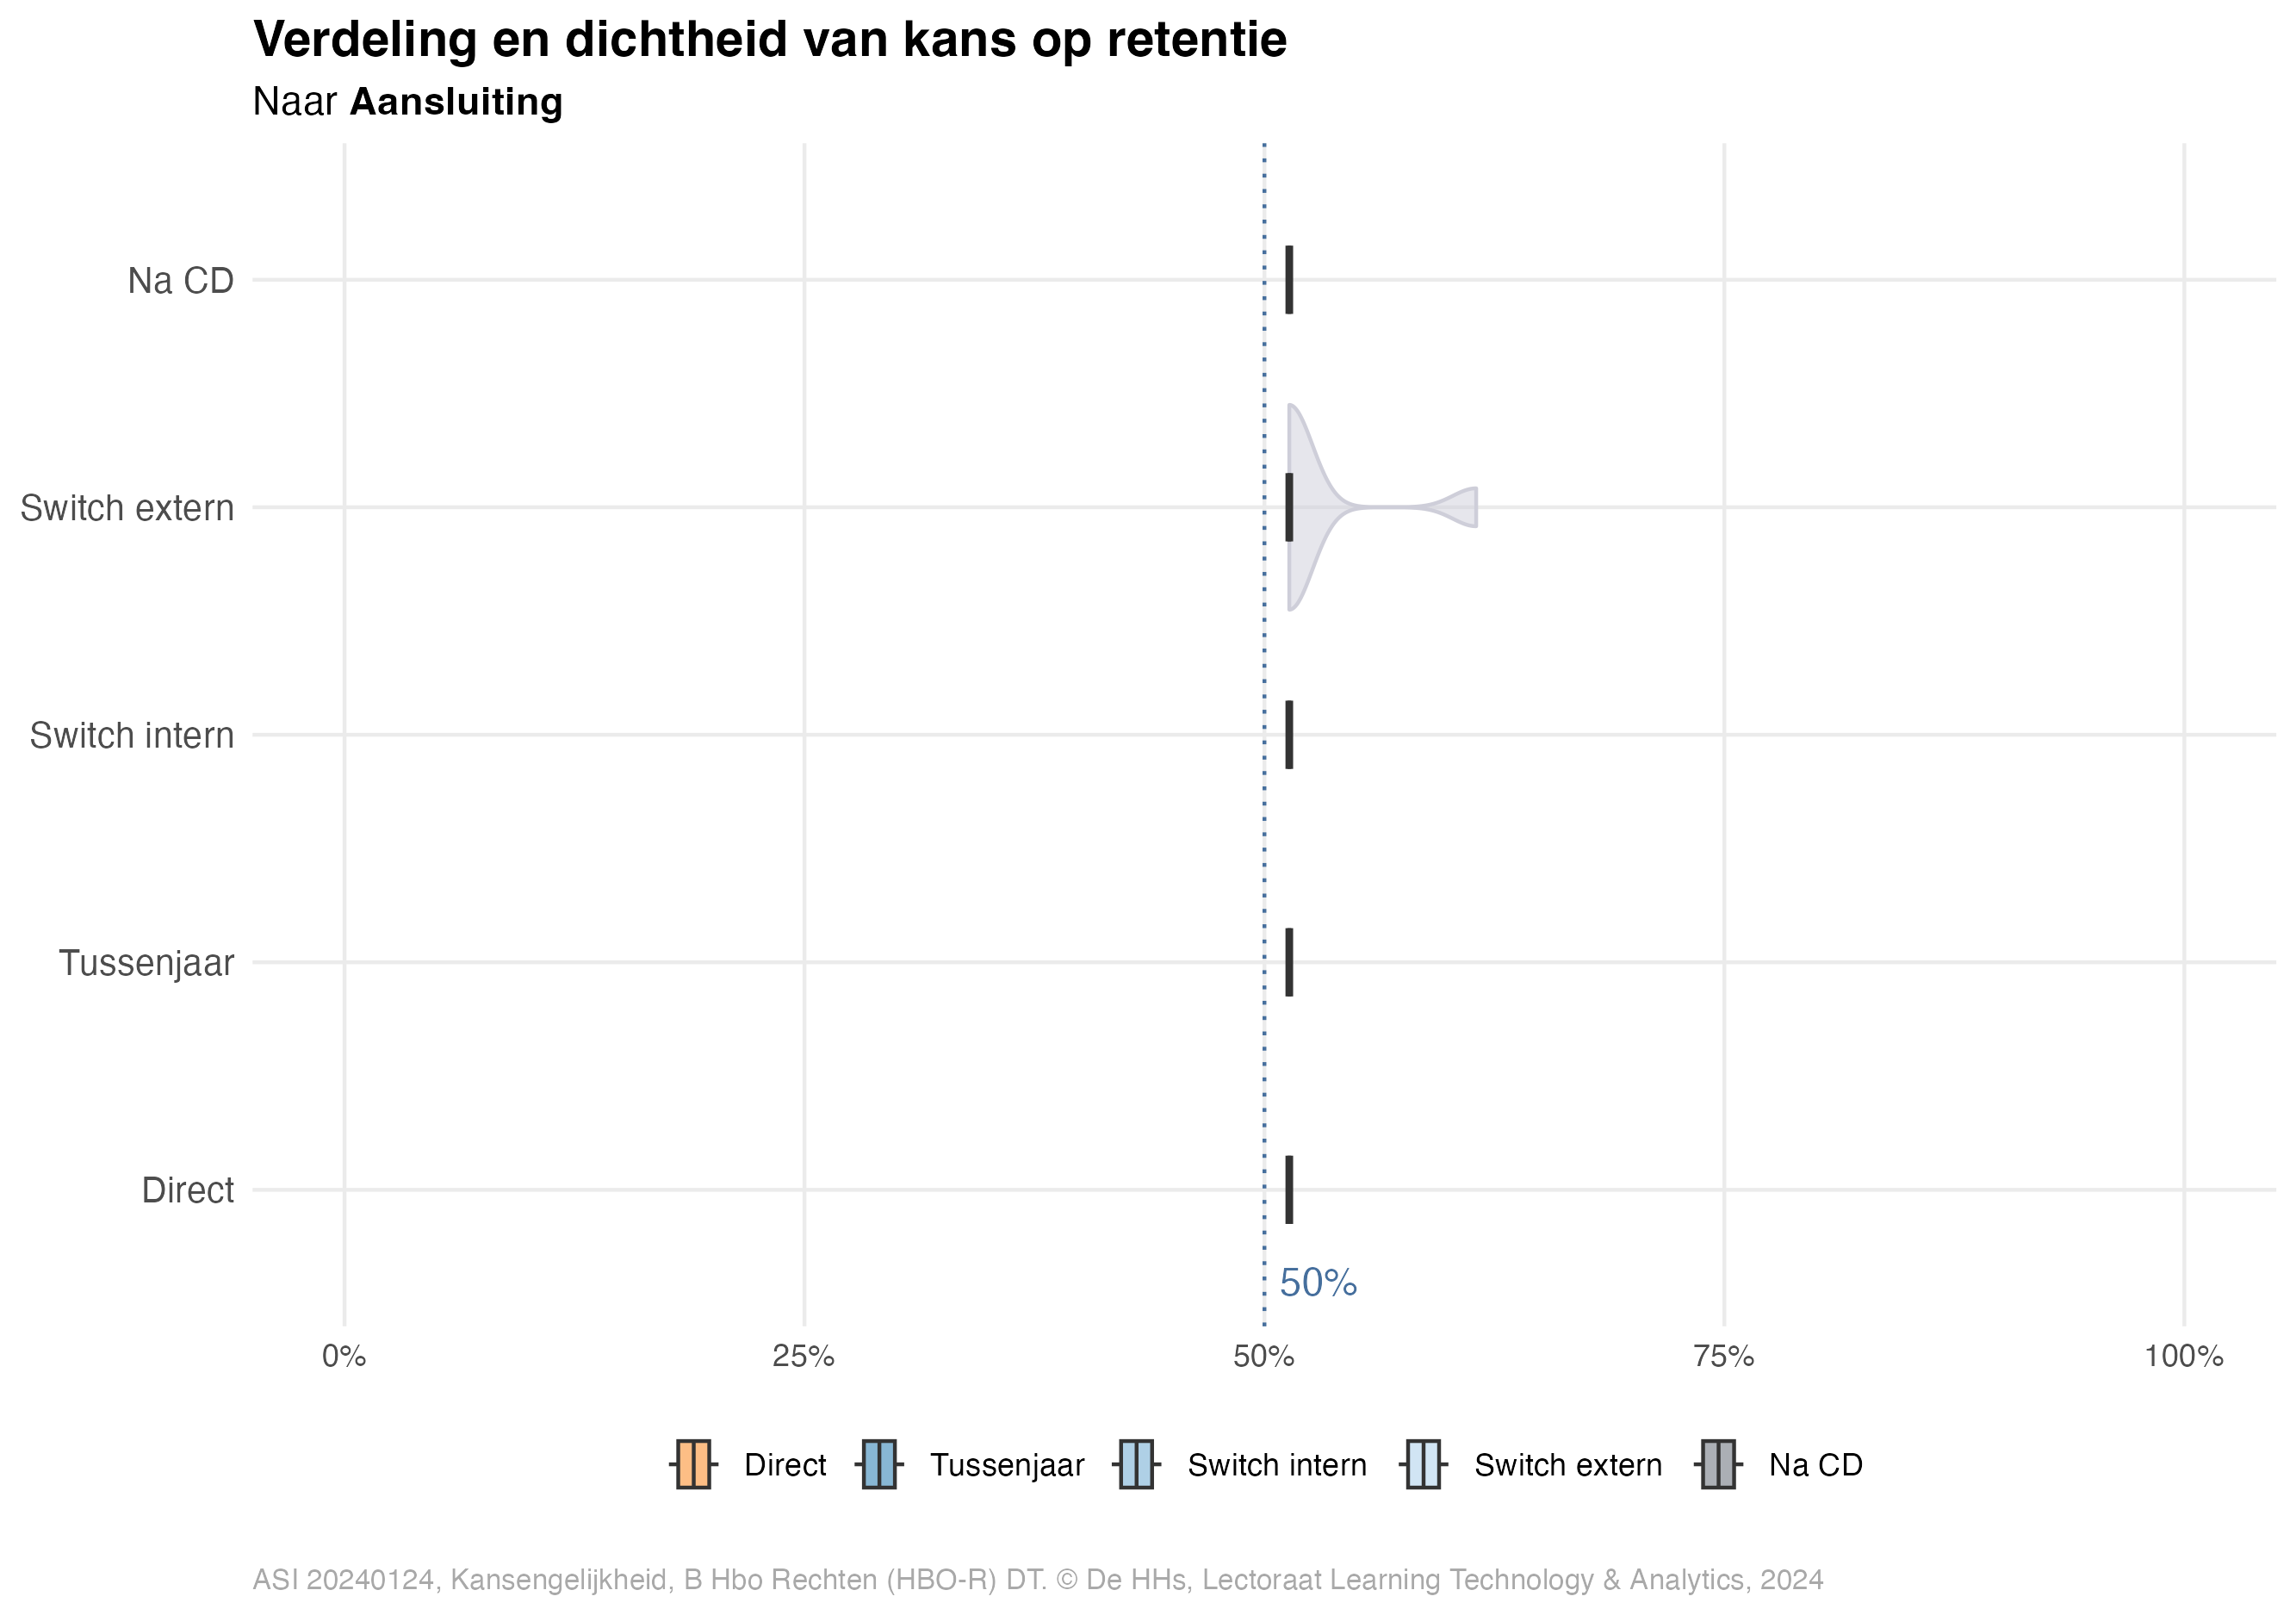 Verdeling en dichtheid van kans op retentie
Naar Aansluiting
Na CD
Switch extern
Switch intern
Tussenjaar
Direct
50%
0% 25% 50% 75% 100%
Direct Tussenjaar Switch intern Switch extern Na CD
ASI 20240124, Kansengelijkheid, B Hbo Rechten (HBO-R) DT. © De HHs, Lectoraat Learning Technology & Analytics, 2024